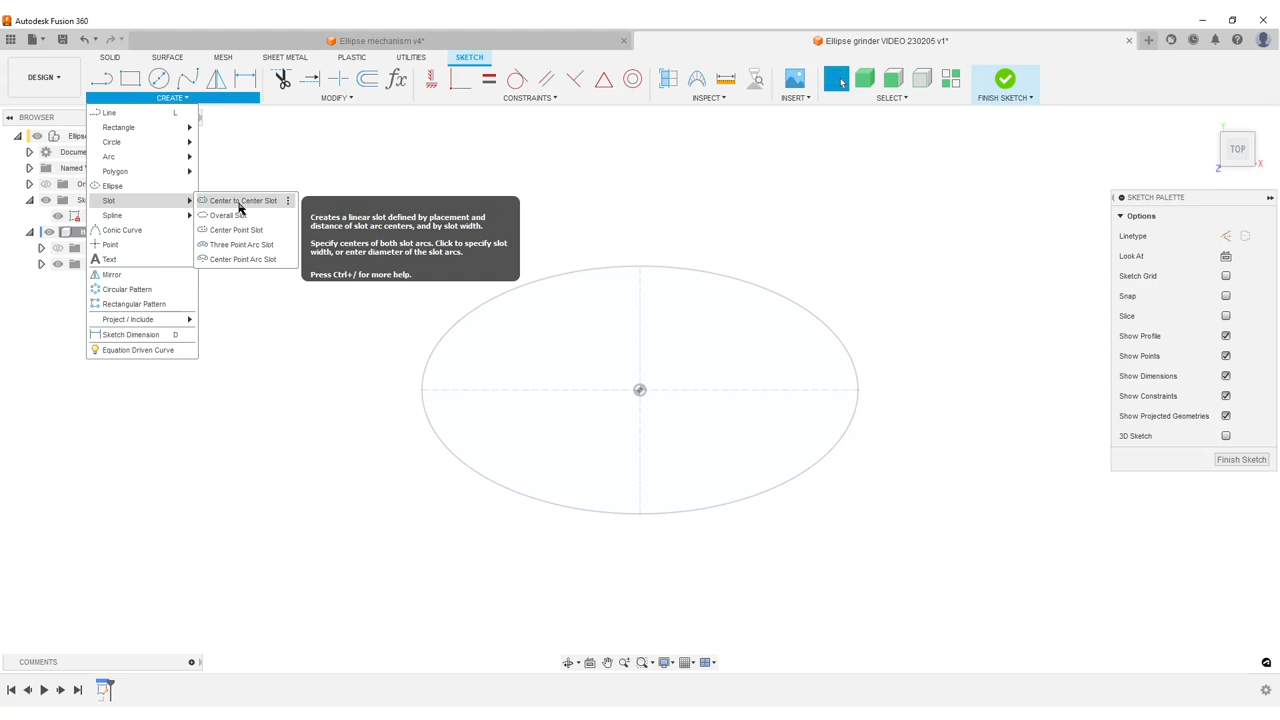 Autodesk Fusion 360
Ellipse mechanism v4*
Ellipse grinder VIDEO 230205 v1*
DESIGN
SOLID
SURFACE
MESH
SHEET METAL
PLASTIC
UTILITIES
SKETCH
fx
CREATE
MODIFY
CONSTRAINTS
INSPECT
INSERT
SELECT
FINISH SKETCH
BROWSER
Ellips
Docume
Named
Or
Sk
H
Line L
Rectangle
Circle
Arc
Polygon
Ellipse
Slot
Spline
Conic Curve
Point
Text
Mirror
Circular Pattern
Rectangular Pattern
Project / Include
Sketch Dimension D
Equation Driven Curve
Center to Center Slot
Overall Slot
Center Point Slot
Three Point Arc Slot
Center Point Arc Slot
Creates a linear slot defined by placement and
distance of slot arc centers, and by slot width.
Specify centers of both slot arcs. Click to specify slot
width, or enter diameter of the slot arcs.
Press Ctrl+/ for more help.
Y
TOP
X
Z
SKETCH PALETTE
Options
Linetype
Look At
Sketch Grid
Snap
Slice
Show Profile
Show Points
Show Dimensions
Show Constraints
Show Projected Geometries
3D Sketch
Finish Sketch
COMMENTS